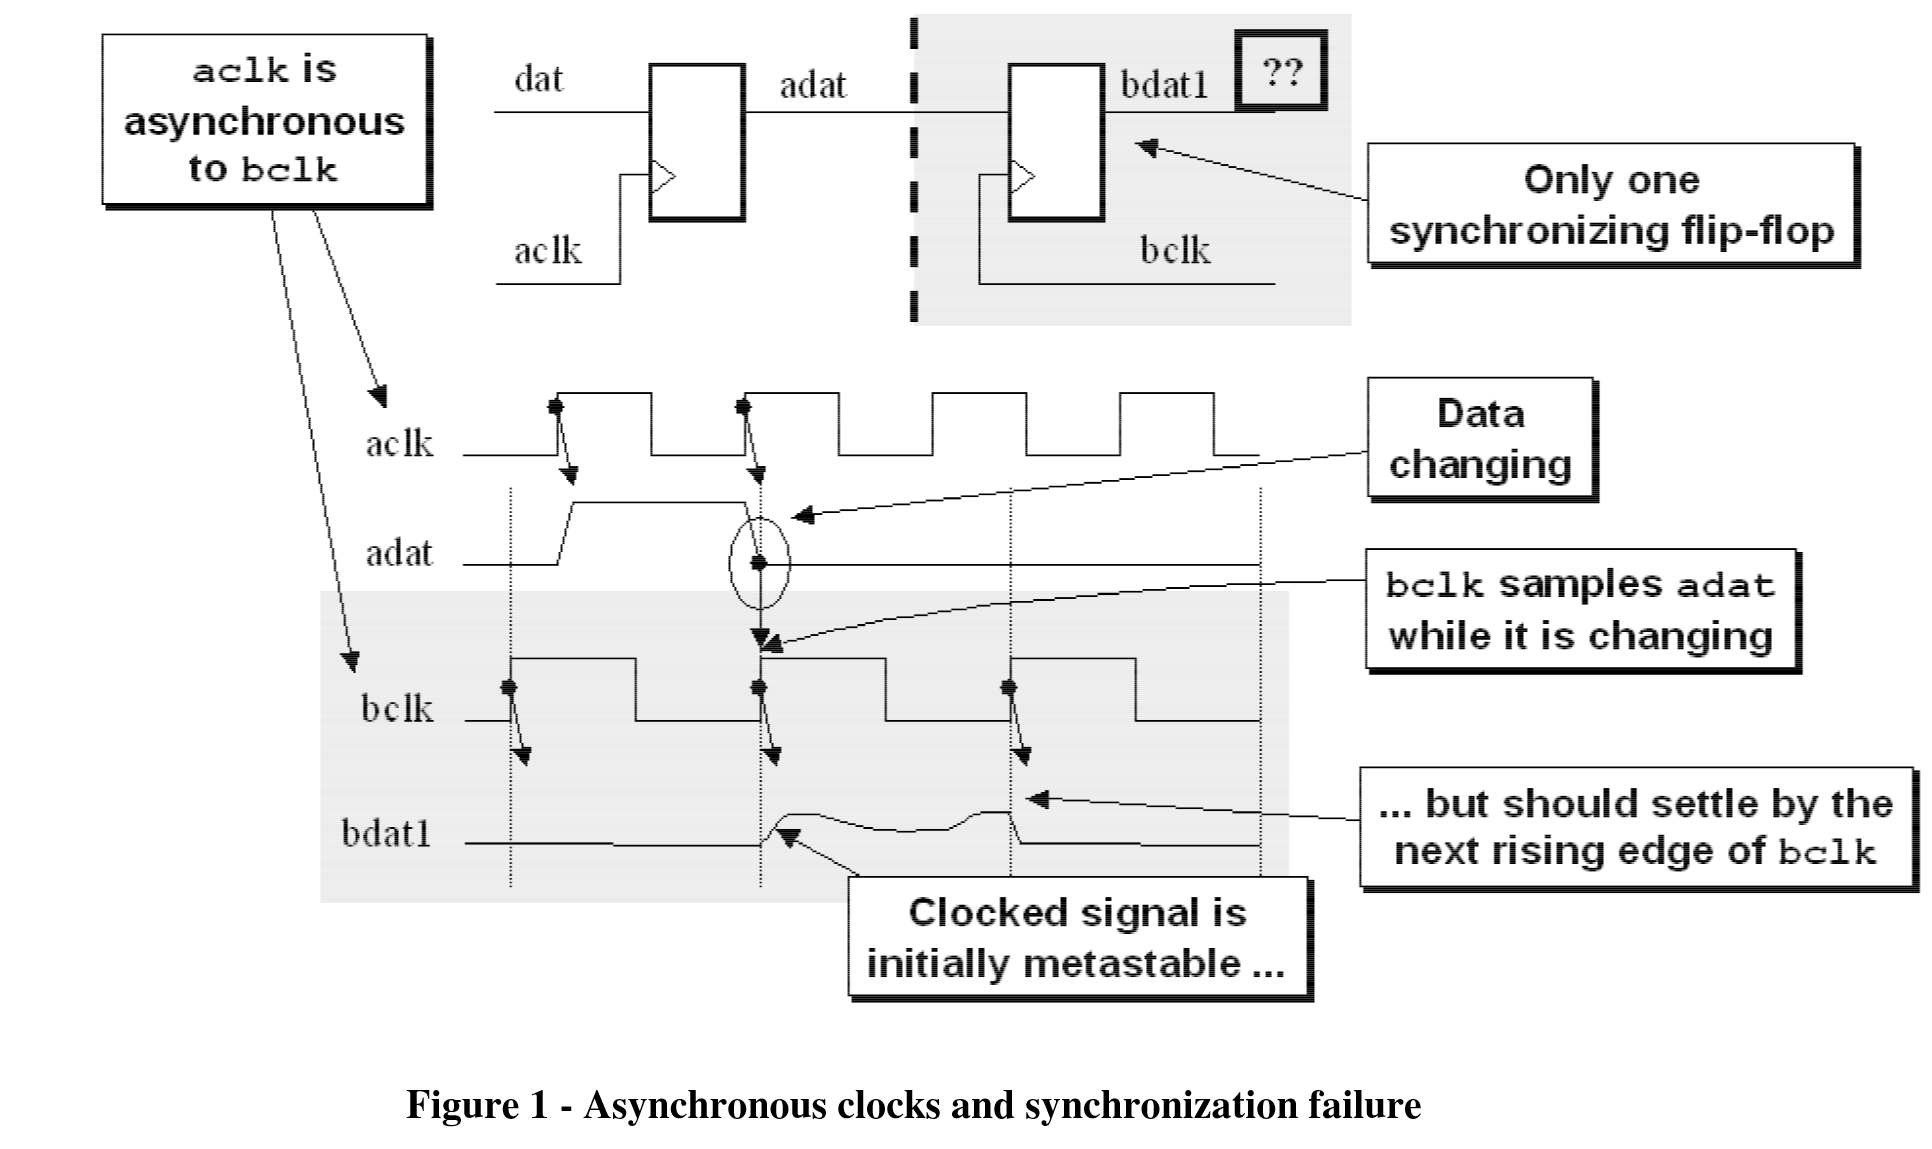 aclk is
asynchronous
to bclk
dat
adat
bdat1
??
aclk
bclk
Only one
synchronizing flip-flop
aclk
Data
changing
adat
bclk samples adat
while it is changing
bclk
... but should settle by the
next rising edge of bclk
bdat1
Clocked signal is
initially metastable ...
Figure 1 - Asynchronous clocks and synchronization failure